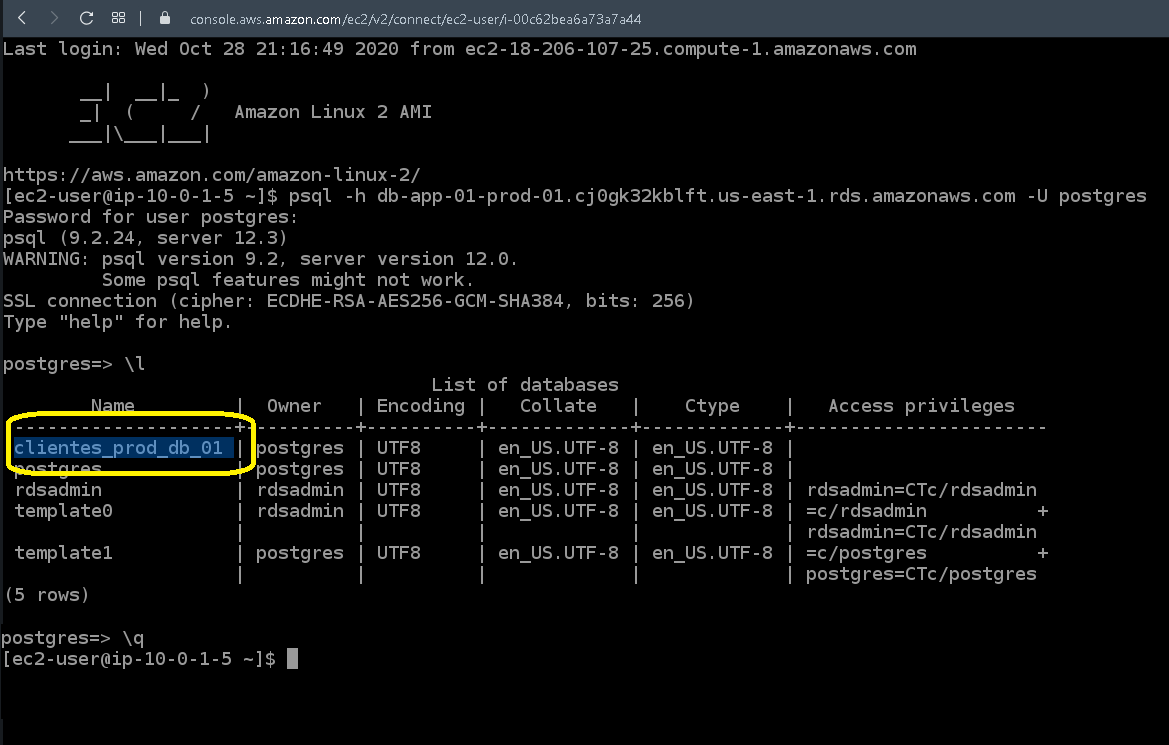 console.aws.amazon.com/ec2/v2/connect/ec2-user/i-00c62bea6a73a7a44
Last login: Wed Oct 28 21:16:49 2020 from ec2-18-206-107-25.compute-1.amazonaws.com
       __|  __|_  )
       _|  (     /   Amazon Linux 2 AMI
      ___|\___|___|
https://aws.amazon.com/amazon-linux-2/
[ec2-user@ip-10-0-1-5 ~]$ psql -h db-app-01-prod-01.cj0gk32kblft.us-east-1.rds.amazonaws.com -U postgres
Password for user postgres:
psql (9.2.24, server 12.3)
WARNING: psql version 9.2, server version 12.0.
         Some psql features might not work.
SSL connection (cipher: ECDHE-RSA-AES256-GCM-SHA384, bits: 256)
Type "help" for help.
postgres=> \l
                                       List of databases
        Name         |  Owner   | Encoding |   Collate   |    Ctype    |   Access privileges
---------------------+----------+----------+-------------+-------------+-----------------------
 clientes_prod_db_01 | postgres | UTF8     | en_US.UTF-8 | en_US.UTF-8 |
 postgres            | postgres | UTF8     | en_US.UTF-8 | en_US.UTF-8 |
 rdsadmin            | rdsadmin | UTF8     | en_US.UTF-8 | en_US.UTF-8 | rdsadmin=CTc/rdsadmin
 template0           | rdsadmin | UTF8     | en_US.UTF-8 | en_US.UTF-8 | =c/rdsadmin          +
                     |          |          |             |             | rdsadmin=CTc/rdsadmin
 template1           | postgres | UTF8     | en_US.UTF-8 | en_US.UTF-8 | =c/postgres          +
                     |          |          |             |             | postgres=CTc/postgres
(5 rows)
postgres=> \q
[ec2-user@ip-10-0-1-5 ~]$